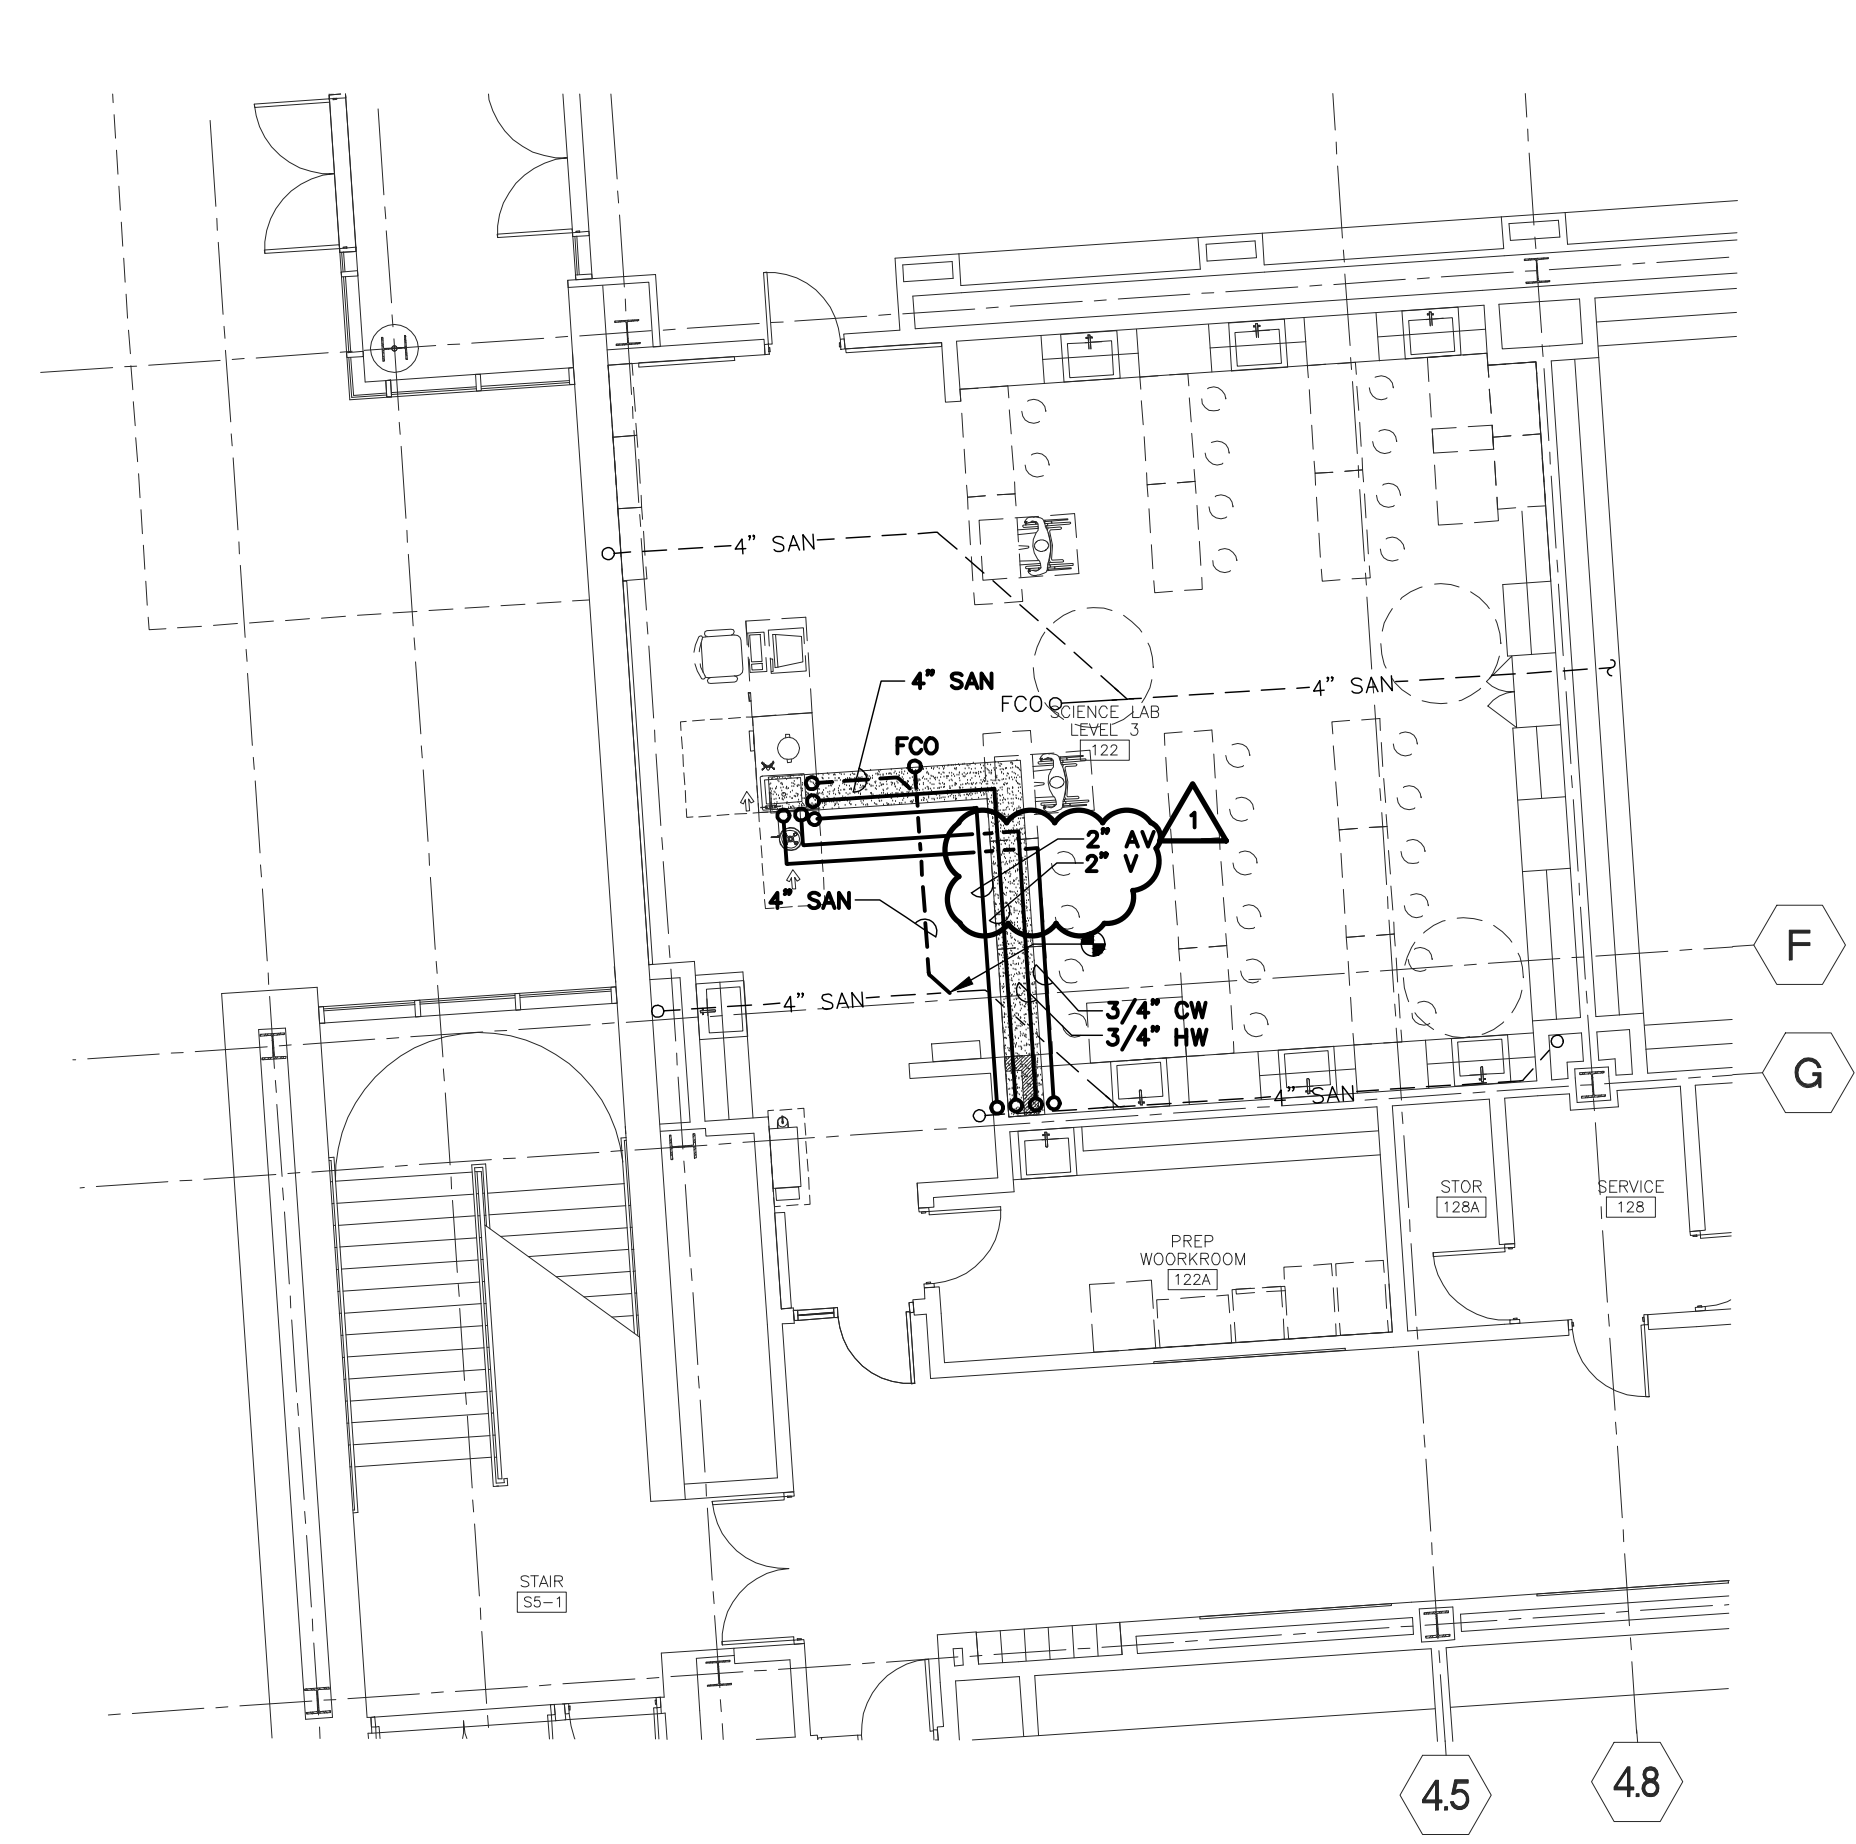 4" SAN
4" SAN
4" SAN
FCO
SCIENCE LAB
LEVEL 3
122
FCO
1
2" AV
2" V
4" SAN
F
4" SAN
3/4" CW
3/4" HW
G
4" SAN
STOR
128A
SERVICE
128
PREP
WOORKROOM
122A
STAIR
S5-1
4.5
4.8